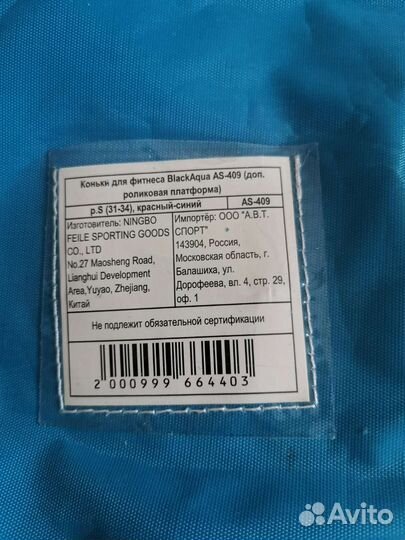 Коньки для фитнеса BlackAqua AS-409 (доп.
роликовая платформа)
р.S (31-34), красный-синий
AS-409
Изготовитель: NINGBO
FEILE SPORTING GOODS
CO., LTD
No.27 Maosheng Road,
Lianghui Development
Area,Yuyao, Zhejiang,
Китай
Импортёр: ООО "А.В.Т.
СПОРТ"
143904, Россия,
Московская область, г.
Балашиха, ул.
Дорофеева, вл. 4, стр. 29,
оф. 1
Не подлежит обязательной сертификации
2 000999 664403
Avito